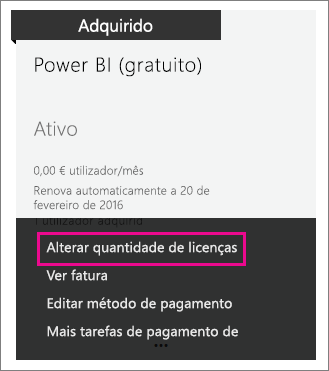 Adquirido
Power BI (gratuito)
Ativo
0,00 € utilizador/mês
Renova automaticamente a 20 de
fevereiro de 2016
1 utilizador adquirid
Alterar quantidade de licenças
Ver fatura
Editar método de pagamento
Mais tarefas de pagamento de
...